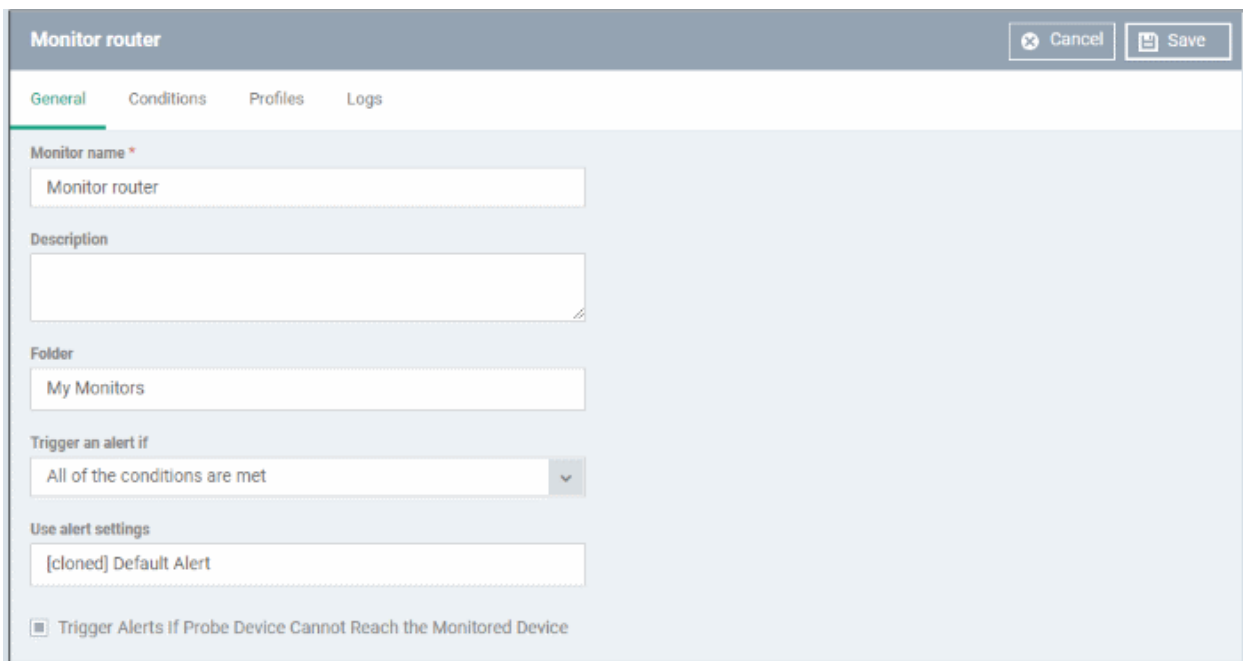 Monitor router
Cancel
Save
General Conditions Profiles Logs
Monitor name *
Monitor router
Description
Folder
My Monitors
Trigger an alert if
All of the conditions are met
Use alert settings
[cloned] Default Alert
Trigger Alerts If Probe Device Cannot Reach the Monitored Device